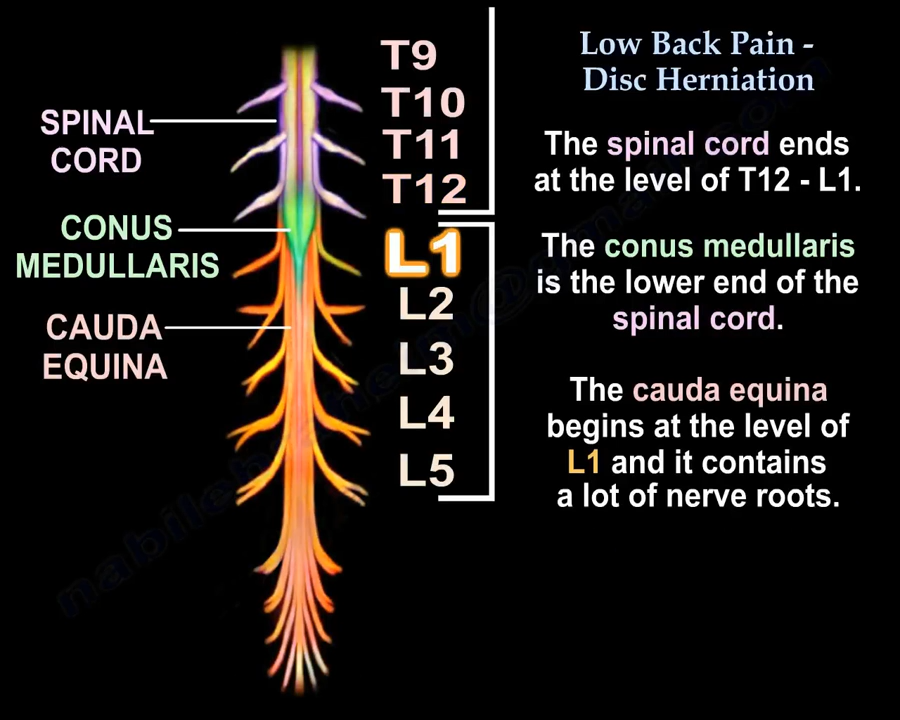 Low Back Pain -
Disc Herniation
T9
T10
T11
T12
L1
L2
L3
L4
L5
SPINAL
CORD
CONUS
MEDULLARIS
CAUDA
EQUINA
The spinal cord ends
at the level of T12 - L1.
The conus medullaris
is the lower end of the
spinal cord.
The cauda equina
begins at the level of
L1 and it contains
a lot of nerve roots.